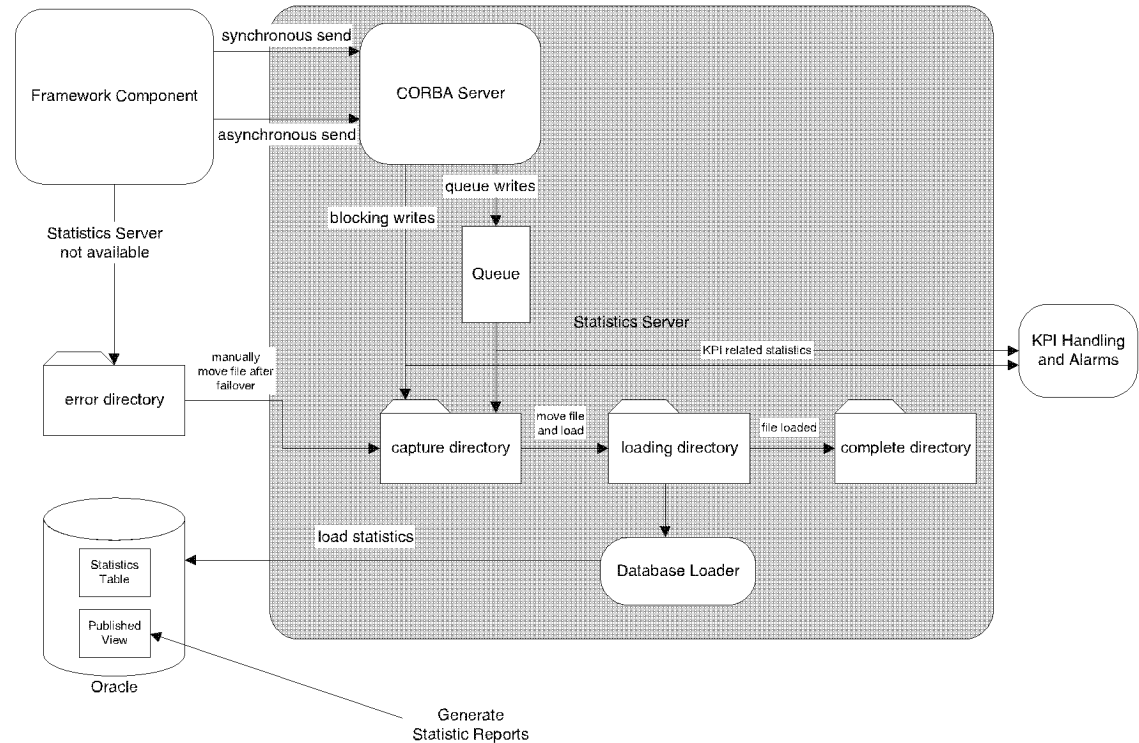 synchronous send
Framework Component
CORBA Server
asynchronous send
queue writes
blocking writes
Statistics Server
not available
Queue
Statistics Server
KPI related statistics
KPI Handling
and Alarms
manually
move file after
failover
error directory
move file
and load
file loaded
capture directory
loading directory
complete directory
load statistics
Database Loader
Statistics
Table
Published
View
Oracle
Generate
Statistic Reports